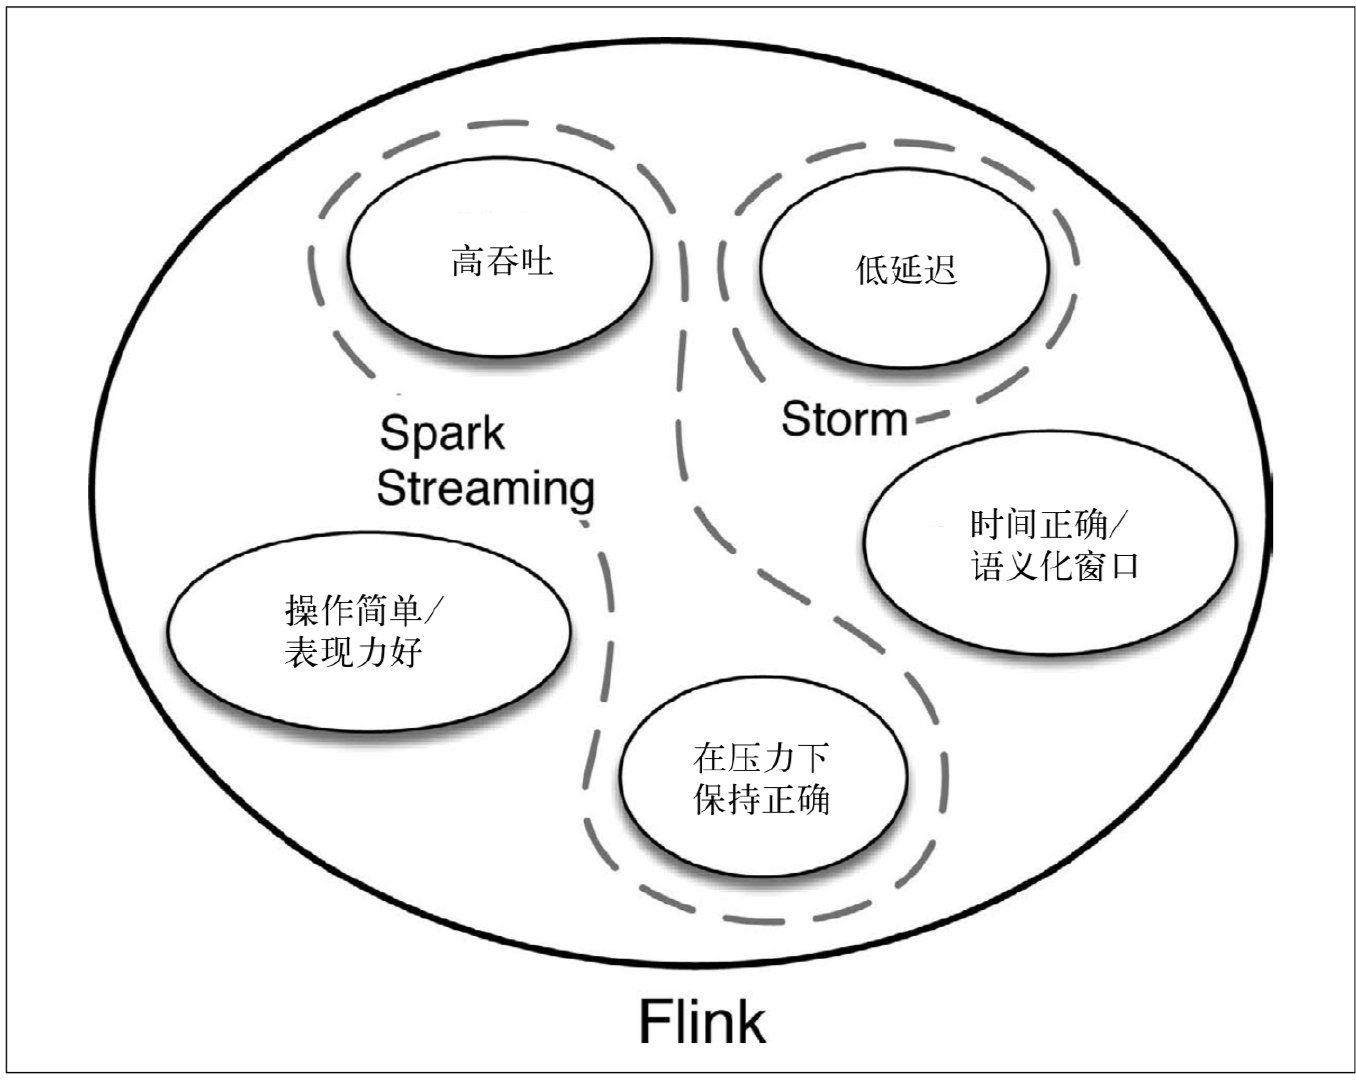 高吞吐
低延迟
Spark
Streaming
Storm
时间正确/
语义化窗口
操作简单/
表现力好
在压力下
保持正确
Flink